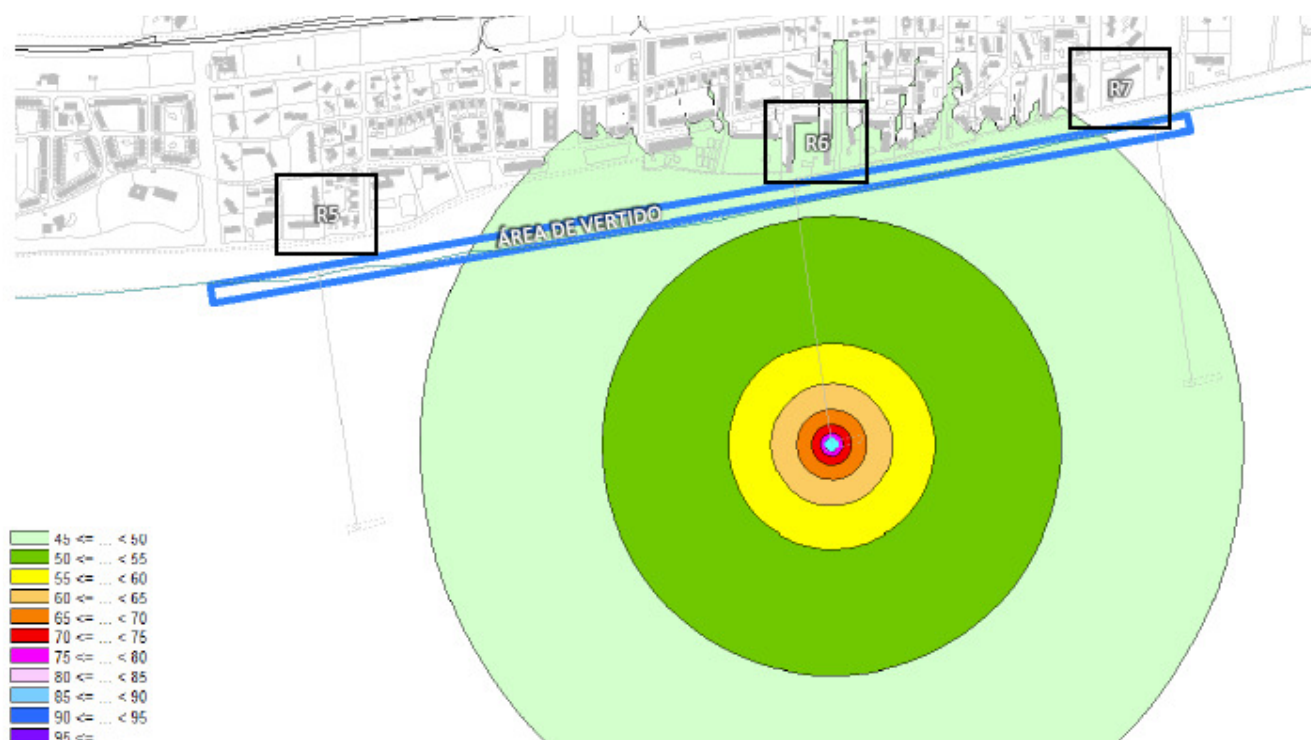 R7
R6
R5
ÁREA DE VERTIDO
45 <= ... < 50
50 <= ... < 55
55 <= ... < 60
60 <= ... < 65
65 <= ... < 70
70 <= ... < 75
75 <= ... < 80
80 <= ... < 85
85 <= ... < 90
90 <= ... < 95
95 <=